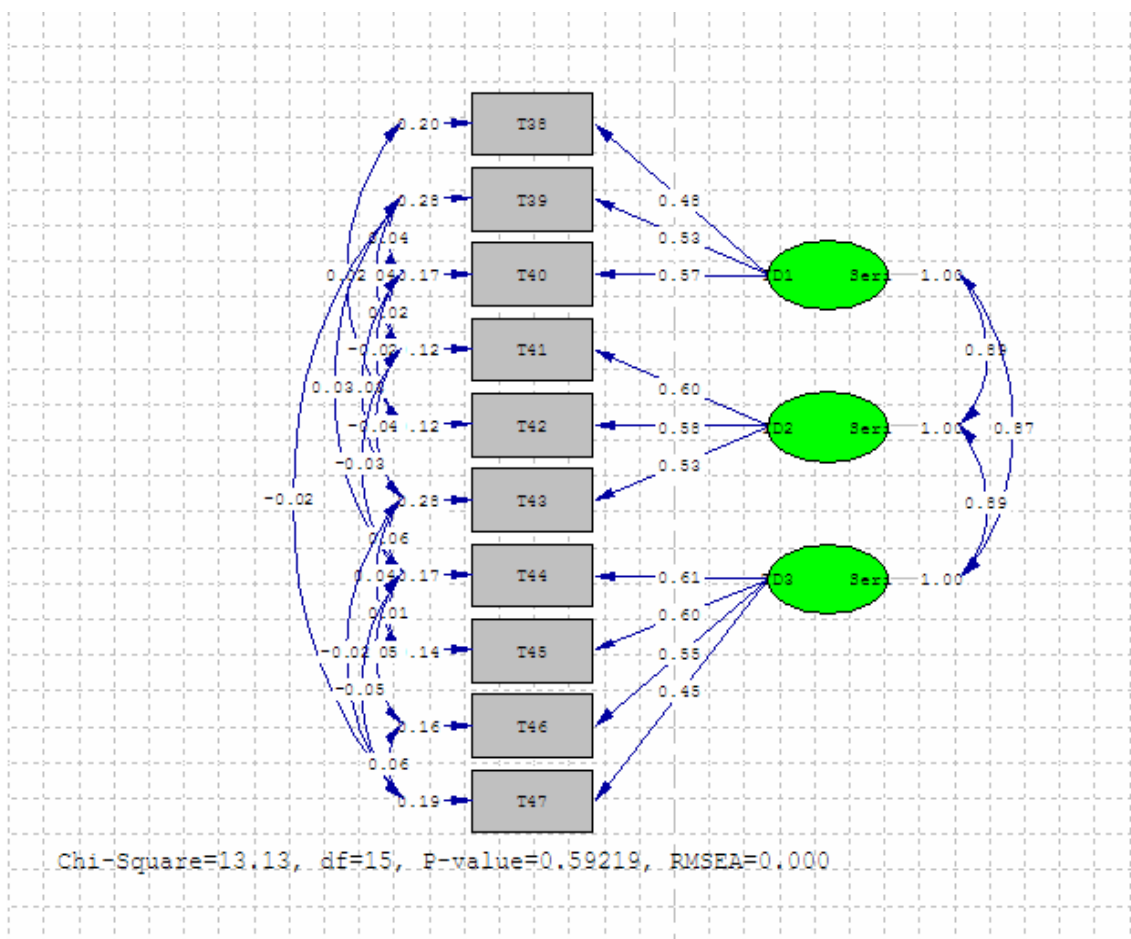 0.20 T38
0.48
0.28 T39
0.53
0.04
0.17 T40 0.57 1.00
0.02
T41 0.89
.12
0.60
T42 0.58 1.00 0.87
-0.04 .12
0.53
-0.03
-0.02 0.28 T43 0.89
0.06
0.04 0.17 T44 0.61 1.00
0.60
0.01
-0.02 .14 T45 0.55
-0.05 0.45
0.16 T46
0.06
0.19 T47
Chi-Square=13.13, df=15, P-value=0.59219, RMSEA=0.000